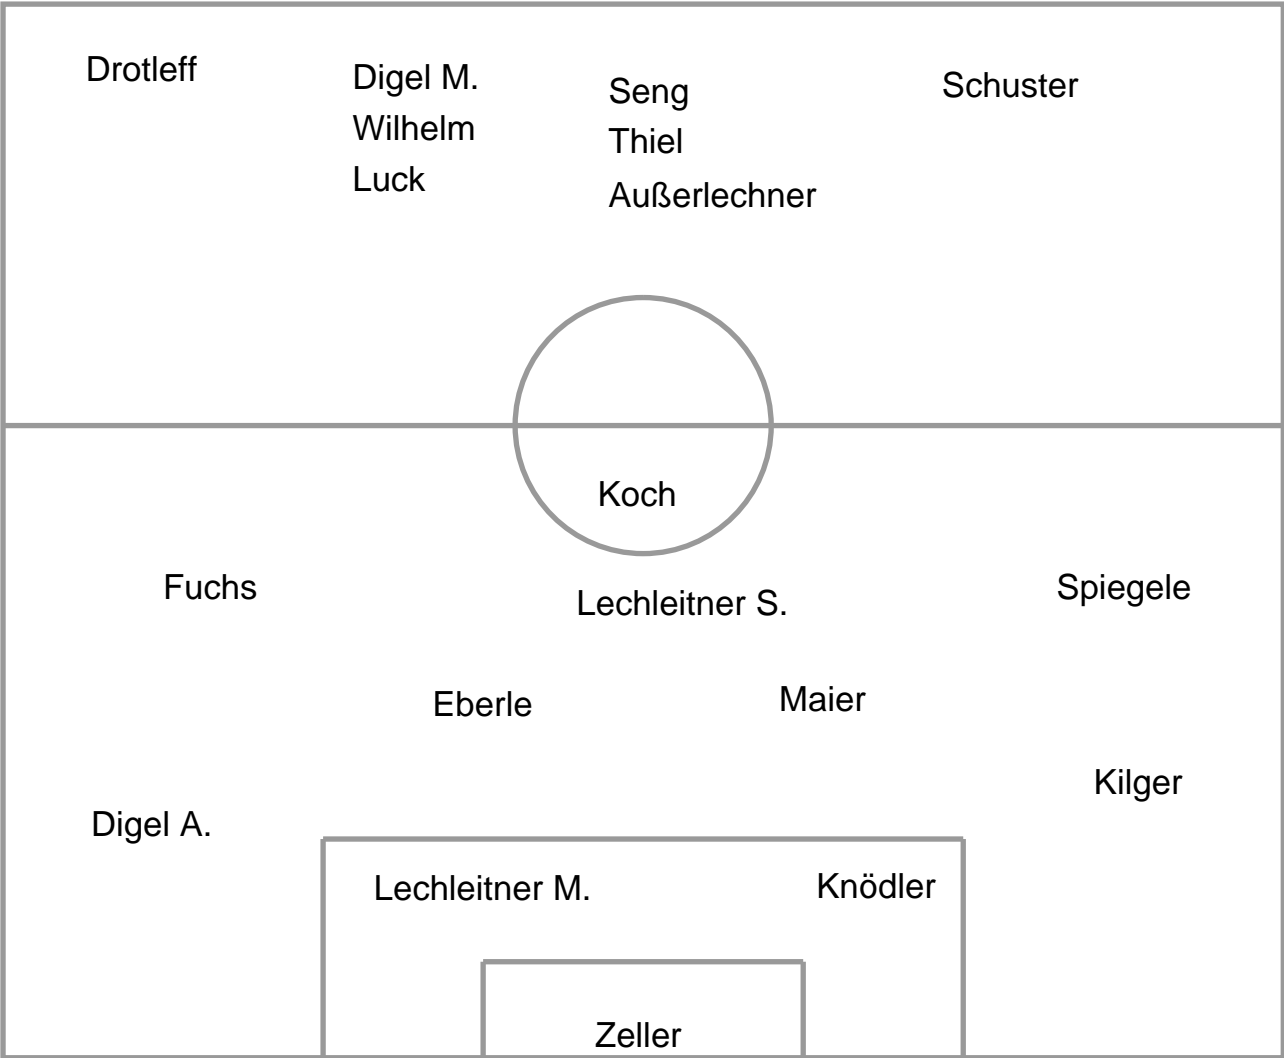 Drotleff
Digel M.
Wilhelm
Luck
Seng
Thiel
Außerlechner
Schuster
Koch
Fuchs
Lechleitner S.
Spiegele
Eberle
Maier
Kilger
Digel A.
Lechleitner M.
Knödler
Zeller